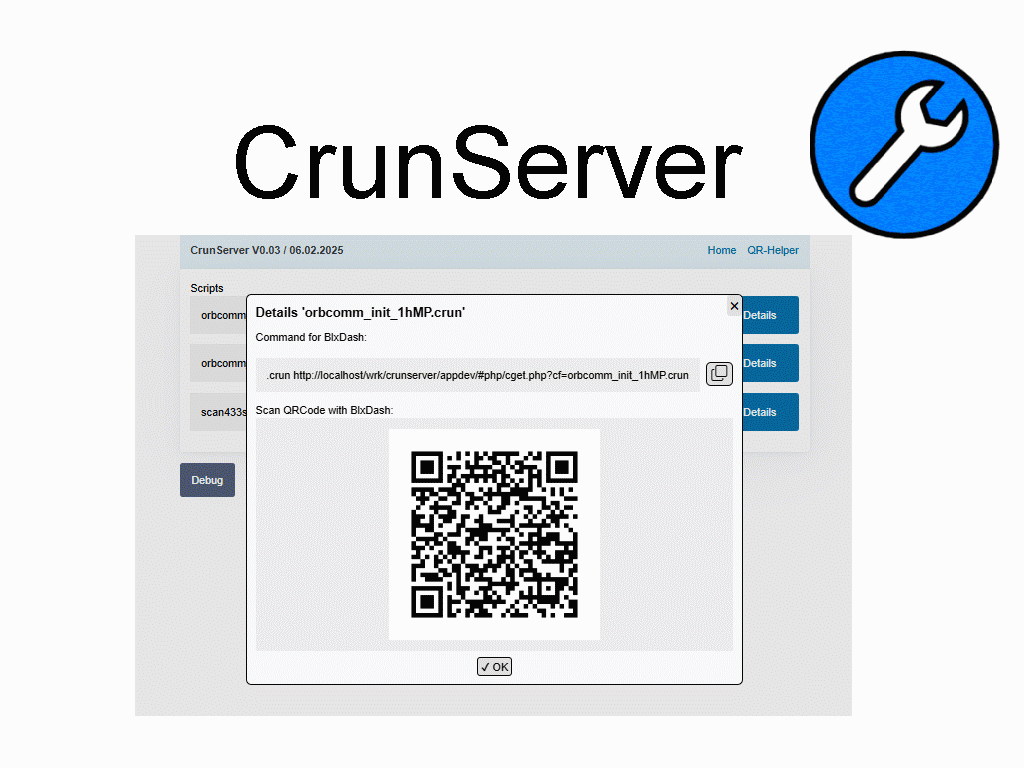 CrunServer
CrunServer V0.03 / 06.02.2025 Home QR-Helper
Scripts
Details 'orbcomm_init_1hMP.crun'
Command for BlxDash:
.crun http://localhost/wrk/crunserver/appdev/#php/cget.php?cf=orbcomm_init_1hMP.crun
Scan QRCode with BlxDash:
✓ OK
orbcomm Details
orbcomm Details
scan433s Details
Debug